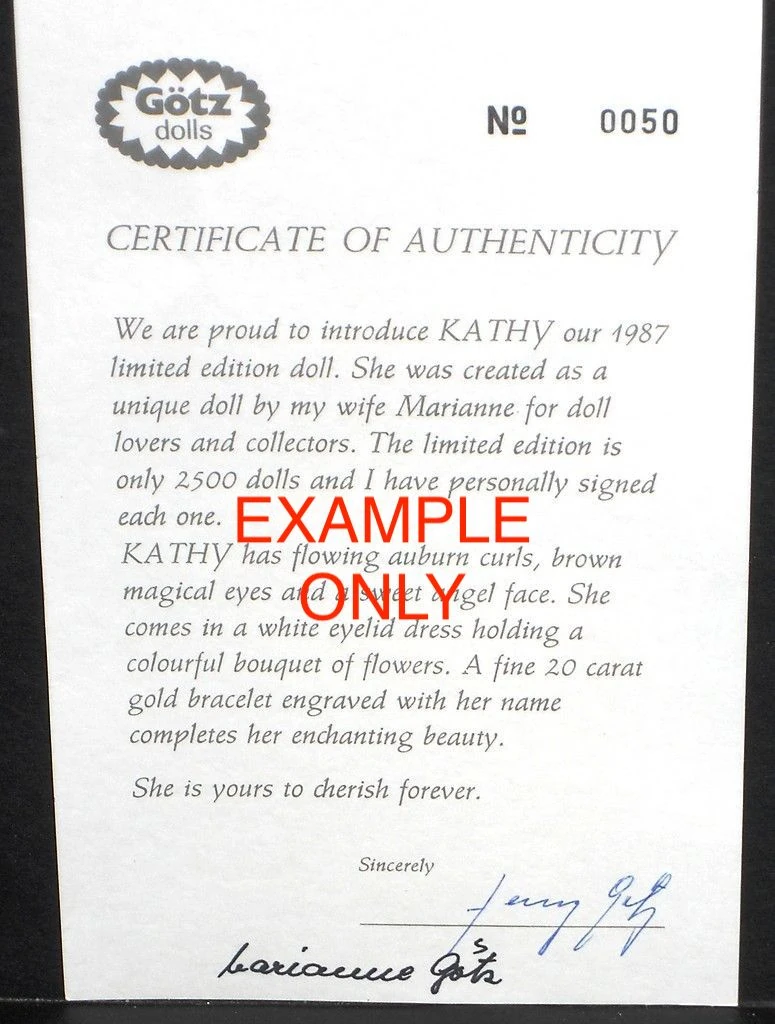 Götz
dolls
Nº 0050
CERTIFICATE OF AUTHENTICITY
We are proud to introduce KATHY our 1987
limited edition doll. She was created as a
unique doll by my wife Marianne for doll
lovers and collectors. The limited edition is
only 2500 dolls and I have personally signed
each one.
EXAMPLE
KATHY has flowing auburn curls, brown
magical eyes and a sweet angel face. She
ONLY
comes in a white eyelid dress holding a
colourful bouquet of flowers. A fine 20 carat
gold bracelet engraved with her name
completes her enchanting beauty.
She is yours to cherish forever.
Sincerely
Marianne Götz